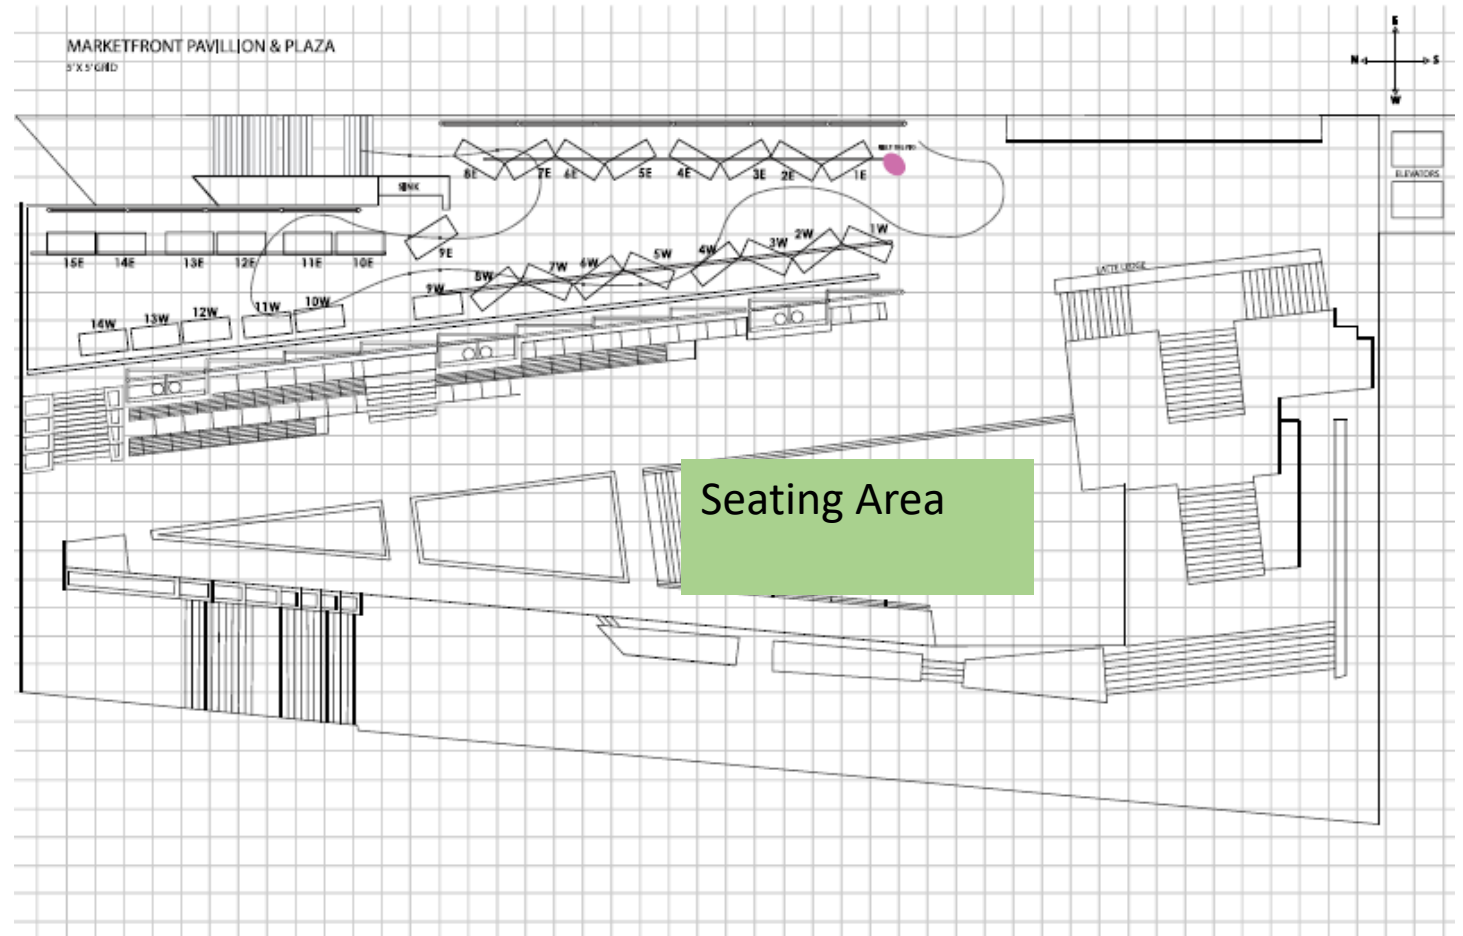 MARKETFRONT PAVILLION & PLAZA
5' X 5' GRID
E
N S
W
ELEVATORS
8E 7E 6E 5E 4E 3E 2E 1E
SINK
9E
15E 14E 13E 12E 11E 10E
8W 7W 6W 5W 4W 3W 2W 1W
14W 13W 12W 11W 10W 9W
LATTE LEDGE
Seating Area